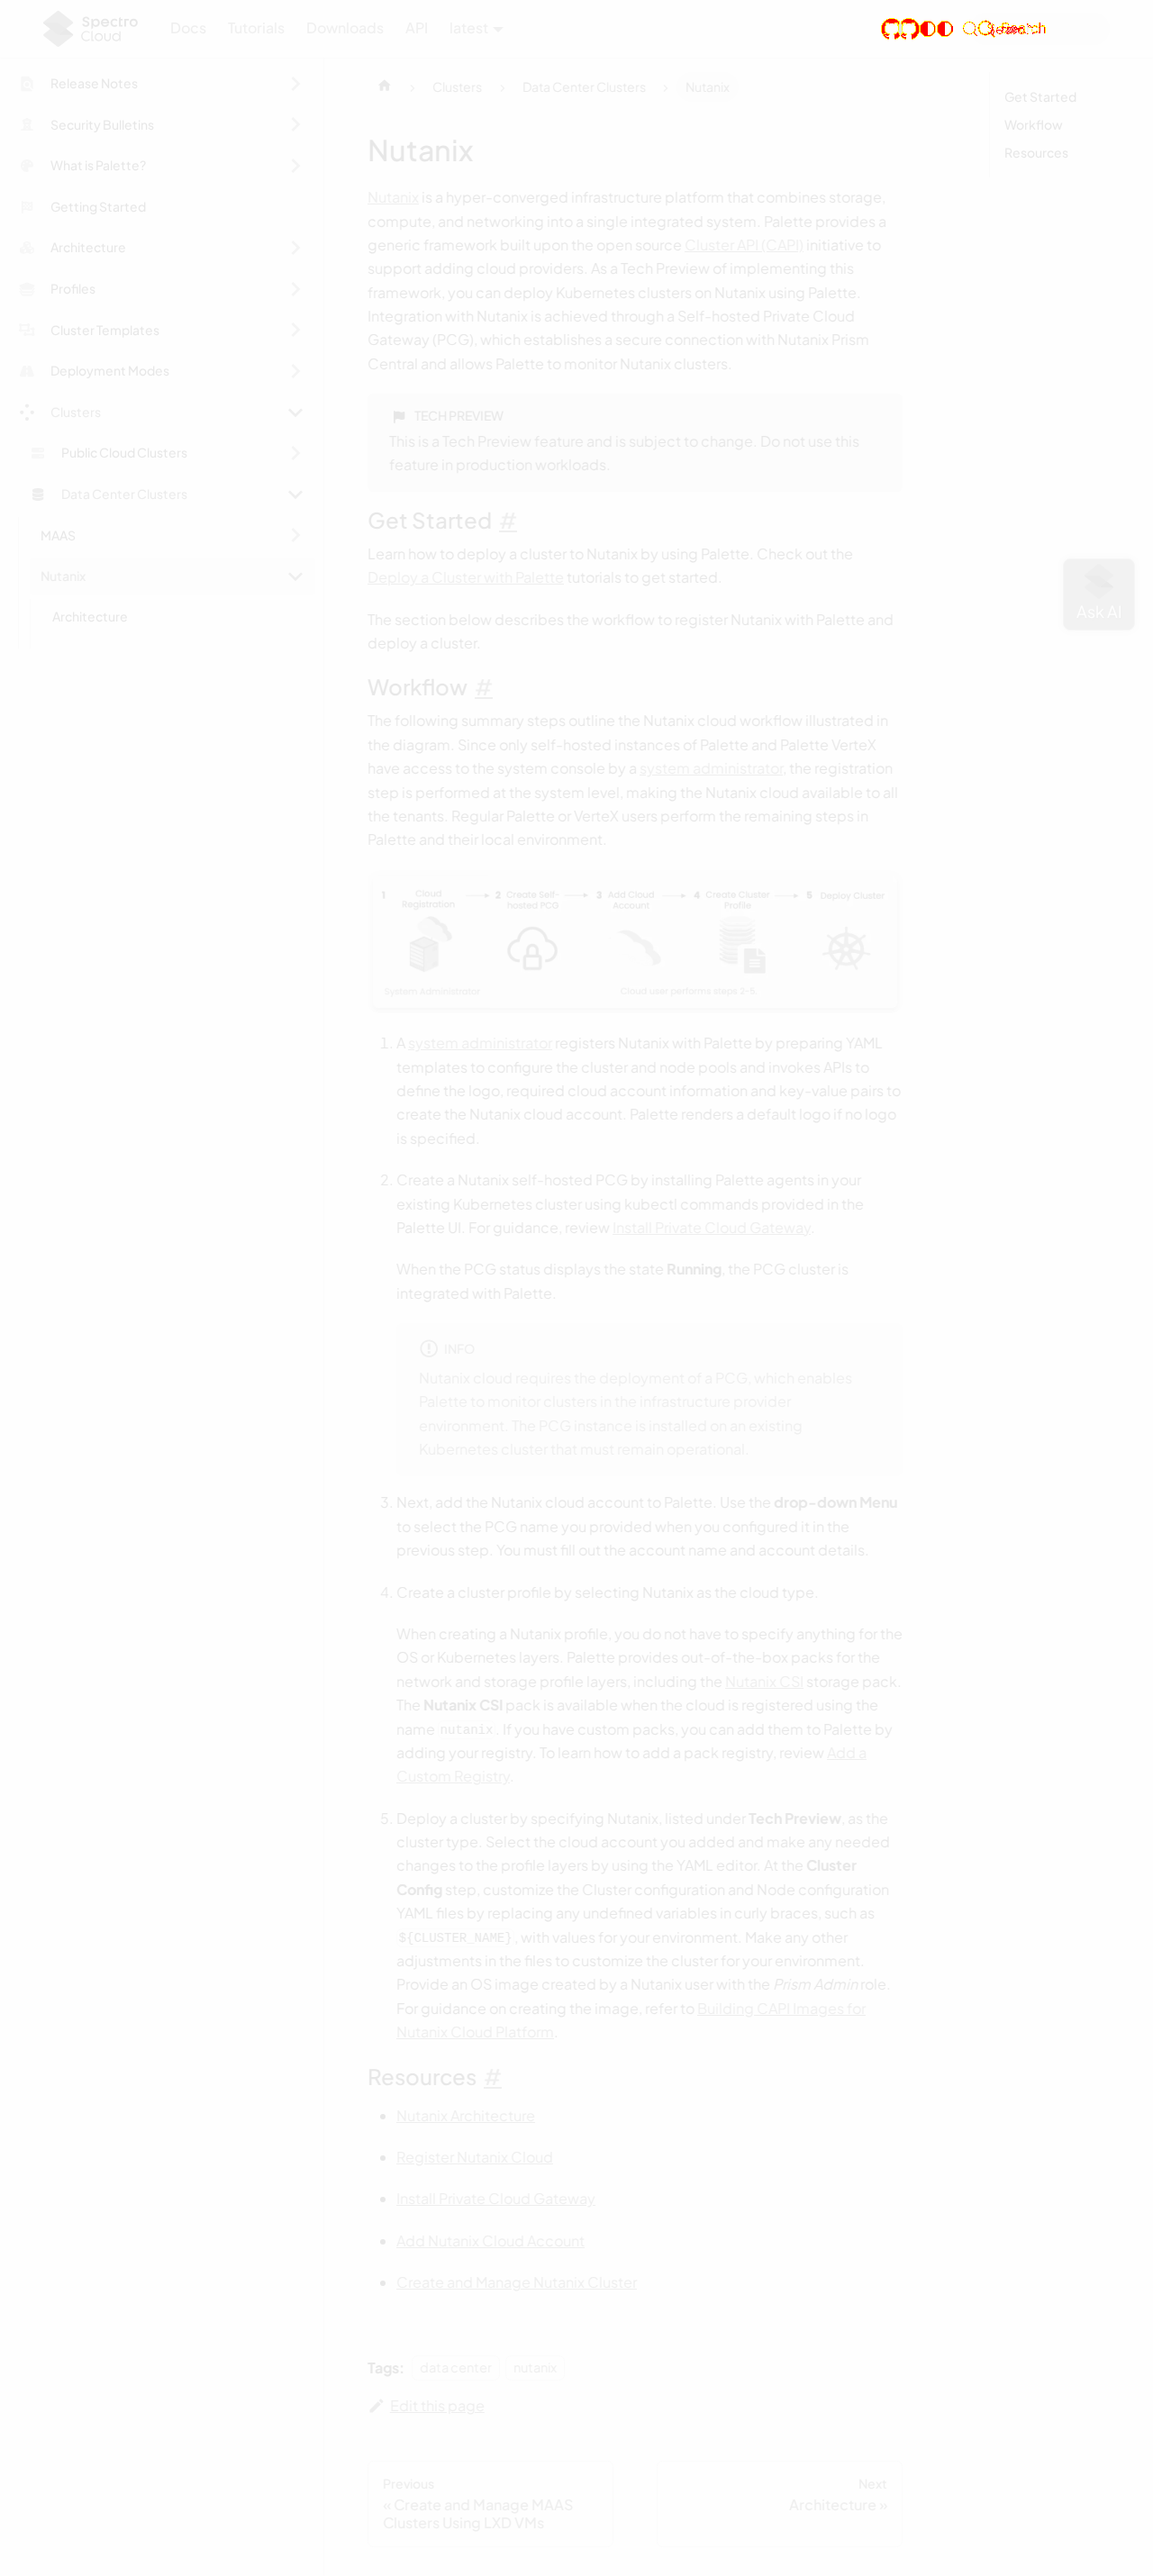 Spectro
Cloud
Docs
Tutorials
Downloads
API
latest
Release Notes
Security Bulletins
What is Palette?
Getting Started
Architecture
Profiles
Cluster Templates
Deployment Modes
Clusters
Public Cloud Clusters
Data Center Clusters
MAAS
Nutanix
Architecture
Clusters
Data Center Clusters
Nutanix
Nutanix
Nutanix is a hyper-converged infrastructure platform that combines storage,
compute, and networking into a single integrated system. Palette provides a
generic framework built upon the open source Cluster API (CAPI) initiative to
support adding cloud providers. As a Tech Preview of implementing this
framework, you can deploy Kubernetes clusters on Nutanix using Palette.
Integration with Nutanix is achieved through a Self-hosted Private Cloud
Gateway (PCG), which establishes a secure connection with Nutanix Prism
Central and allows Palette to monitor Nutanix clusters.
TECH PREVIEW
This is a Tech Preview feature and is subject to change. Do not use this
feature in production workloads.
Get Started #
Learn how to deploy a cluster to Nutanix by using Palette. Check out the
Deploy a Cluster with Palette tutorials to get started.
The section below describes the workflow to register Nutanix with Palette and
deploy a cluster.
Workflow #
The following summary steps outline the Nutanix cloud workflow illustrated in
the diagram. Since only self-hosted instances of Palette and Palette VerteX
have access to the system console by a system administrator, the registration
step is performed at the system level, making the Nutanix cloud available to all
the tenants. Regular Palette or VerteX users perform the remaining steps in
Palette and their local environment.
1 Cloud Registration
2 Create Self-hosted PCG
3 Add Cloud Account
4 Create Cluster Profile
5 Deploy Cluster
System Administrator
Cloud user performs steps 2-5.
1. A system administrator registers Nutanix with Palette by preparing YAML
templates to configure the cluster and node pools and invokes APIs to
define the logo, required cloud account information and key-value pairs to
create the Nutanix cloud account. Palette renders a default logo if no logo
is specified.
2. Create a Nutanix self-hosted PCG by installing Palette agents in your
existing Kubernetes cluster using kubectl commands provided in the
Palette UI. For guidance, review Install Private Cloud Gateway.
When the PCG status displays the state Running, the PCG cluster is
integrated with Palette.
INFO
Nutanix cloud requires the deployment of a PCG, which enables
Palette to monitor clusters in the infrastructure provider
environment. The PCG instance is installed on an existing
Kubernetes cluster that must remain operational.
3. Next, add the Nutanix cloud account to Palette. Use the drop-down Menu
to select the PCG name you provided when you configured it in the
previous step. You must fill out the account name and account details.
4. Create a cluster profile by selecting Nutanix as the cloud type.
When creating a Nutanix profile, you do not have to specify anything for the
OS or Kubernetes layers. Palette provides out-of-the-box packs for the
network and storage profile layers, including the Nutanix CSI storage pack.
The Nutanix CSI pack is available when the cloud is registered using the
name nutanix. If you have custom packs, you can add them to Palette by
adding your registry. To learn how to add a pack registry, review Add a
Custom Registry.
5. Deploy a cluster by specifying Nutanix, listed under Tech Preview, as the
cluster type. Select the cloud account you added and make any needed
changes to the profile layers by using the YAML editor. At the Cluster
Config step, customize the Cluster configuration and Node configuration
YAML files by replacing any undefined variables in curly braces, such as
${CLUSTER_NAME}, with values for your environment. Make any other
adjustments in the files to customize the cluster for your environment.
Provide an OS image created by a Nutanix user with the Prism Admin role.
For guidance on creating the image, refer to Building CAPI Images for
Nutanix Cloud Platform.
Resources #
Nutanix Architecture
Register Nutanix Cloud
Install Private Cloud Gateway
Add Nutanix Cloud Account
Create and Manage Nutanix Cluster
Tags: data center nutanix
Edit this page
Previous
« Create and Manage MAAS
Clusters Using LXD VMs
Next
Architecture »
Get Started
Workflow
Resources
Ask AI